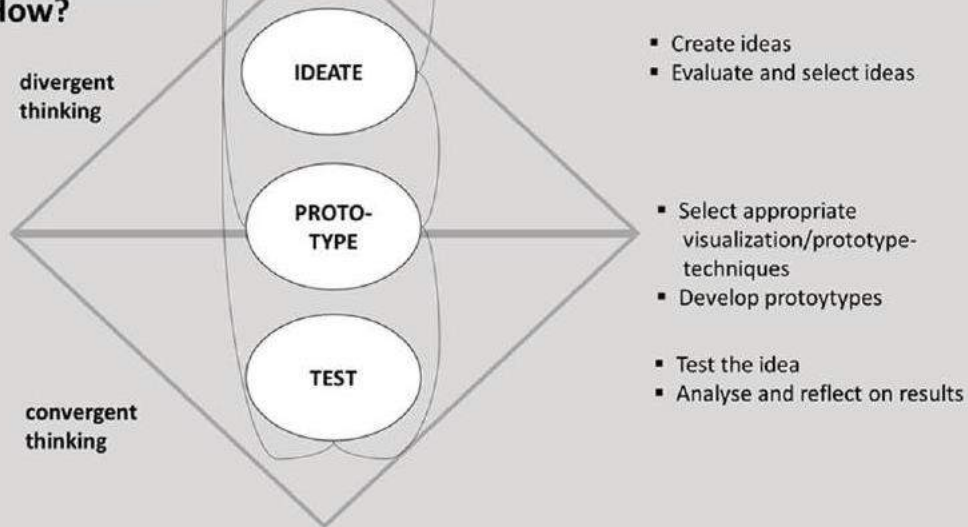 How?
divergent
thinking
IDEATE
▪ Create ideas
▪ Evaluate and select ideas
PROTO-
TYPE
▪ Select appropriate
visualization/prototype-
techniques
▪ Develop protoytypes
TEST
▪ Test the idea
▪ Analyse and reflect on results
convergent
thinking